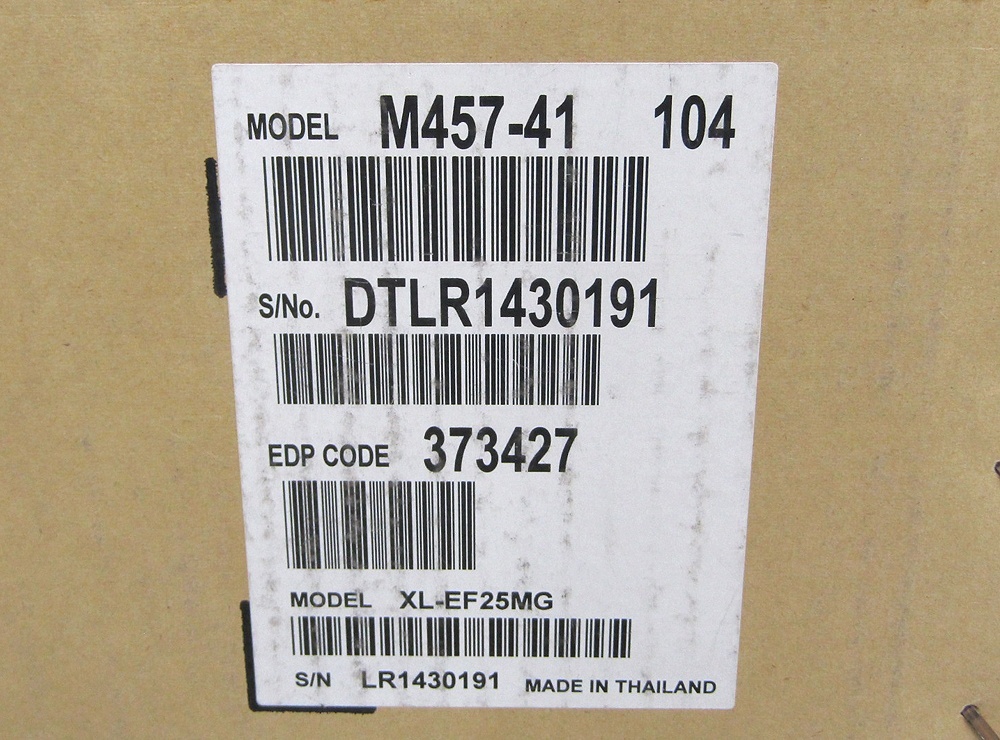 MODEL M457-41 104
S/No. DTLR1430191
EDP CODE 373427
MODEL XL-EF25MG
S/N LR1430191 MADE IN THAILAND